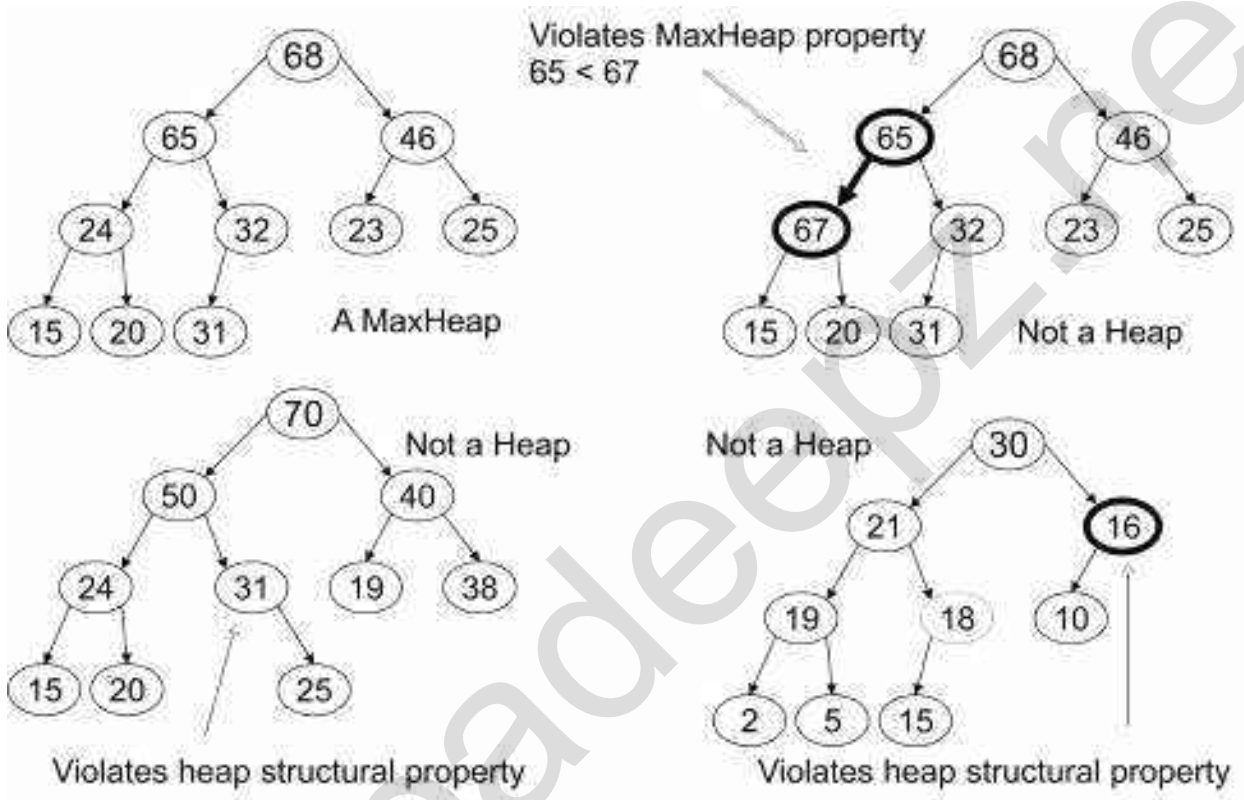 68
65 46
24 32 23 25
15 20 31
A MaxHeap
Violates MaxHeap property
65 < 67
68
65 46
67 32 23 25
15 20 31
Not a Heap
70
Not a Heap
50 40
24 31 19 38
15 20 25
Violates heap structural property
Not a Heap
30
21 16
19 18 10
2 5 15
Violates heap structural property
adeepz.ne